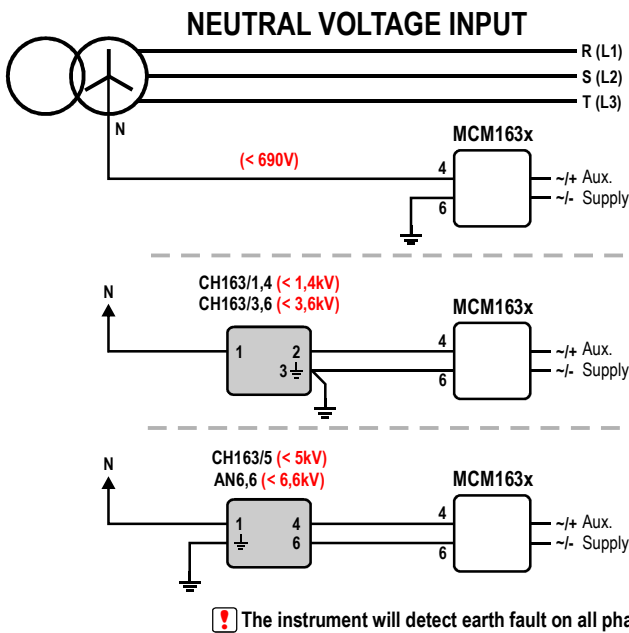 NEUTRAL VOLTAGE INPUT
R (L1)
S (L2)
T (L3)
N
MCM163x
(< 690V)
4
~/+ Aux.
6
~/- Supply
CH163/1,4 (< 1,4kV)
CH163/3,6 (< 3,6kV)
N
MCM163x
1
2
4
~/+ Aux.
3
6
~/- Supply
CH163/5 (< 5kV)
AN6,6 (< 6,6kV)
N
MCM163x
1
4
4
~/+ Aux.
6
6
~/- Supply
! The instrument will detect earth fault on all pha